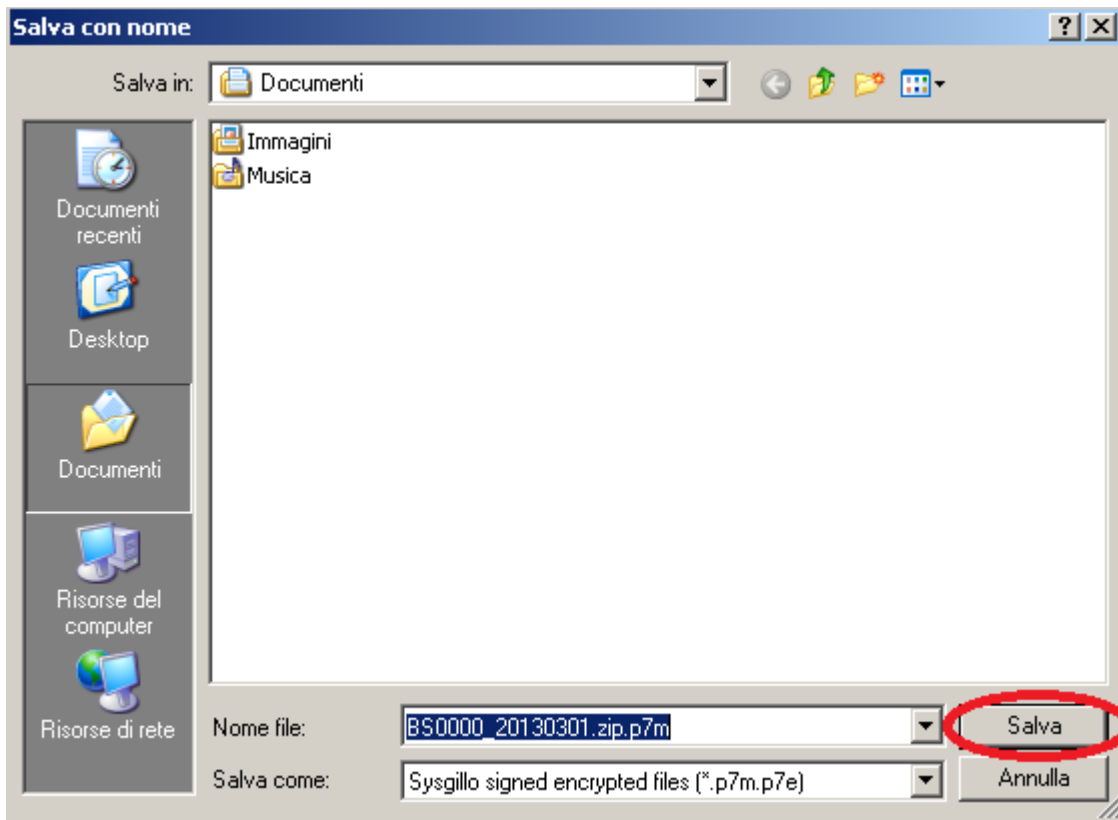 Salva con nome
Salva in:
Documenti
Immagini
Musica
Documenti
recenti
Desktop
Documenti
Risorse del
computer
Risorse di rete
Nome file:
BS0000_20130301.zip.p7m
Salva
Salva come:
Sysgillo signed encrypted files (*.p7m.p7e)
Annulla